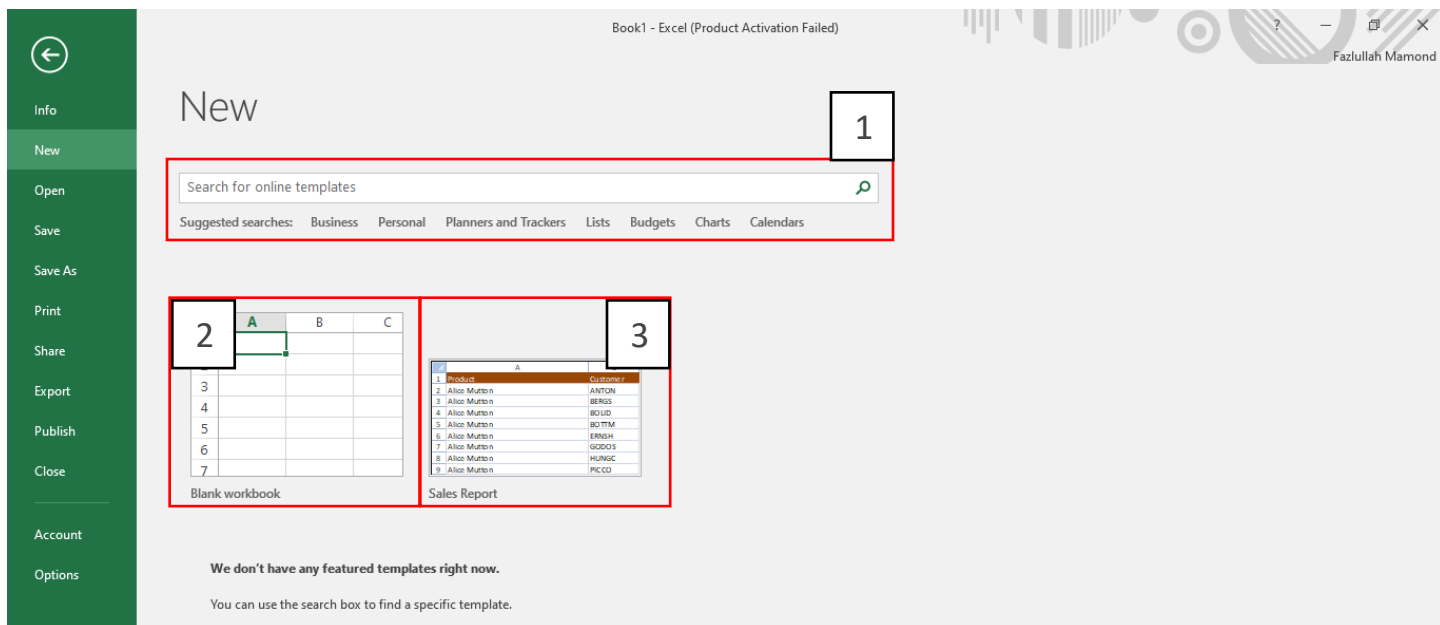 Book1 - Excel (Product Activation Failed)
?
Fazlullah Mamond
Info
New
Open
Save
Save As
Print
Share
Export
Publish
Close
Account
Options
New
1
Search for online templates
Suggested searches: Business Personal Planners and Trackers Lists Budgets Charts Calendars
2
A B C
3
4
5
6
7
Blank workbook
3
A
1 Product Customer
2 Alice Mutton ANTON
3 Alice Mutton BERGS
4 Alice Mutton BOLID
5 Alice Mutton BOTTM
6 Alice Mutton ERNSH
7 Alice Mutton GODOS
8 Alice Mutton HUNGC
9 Alice Mutton PICCO
Sales Report
We don't have any featured templates right now.
You can use the search box to find a specific template.